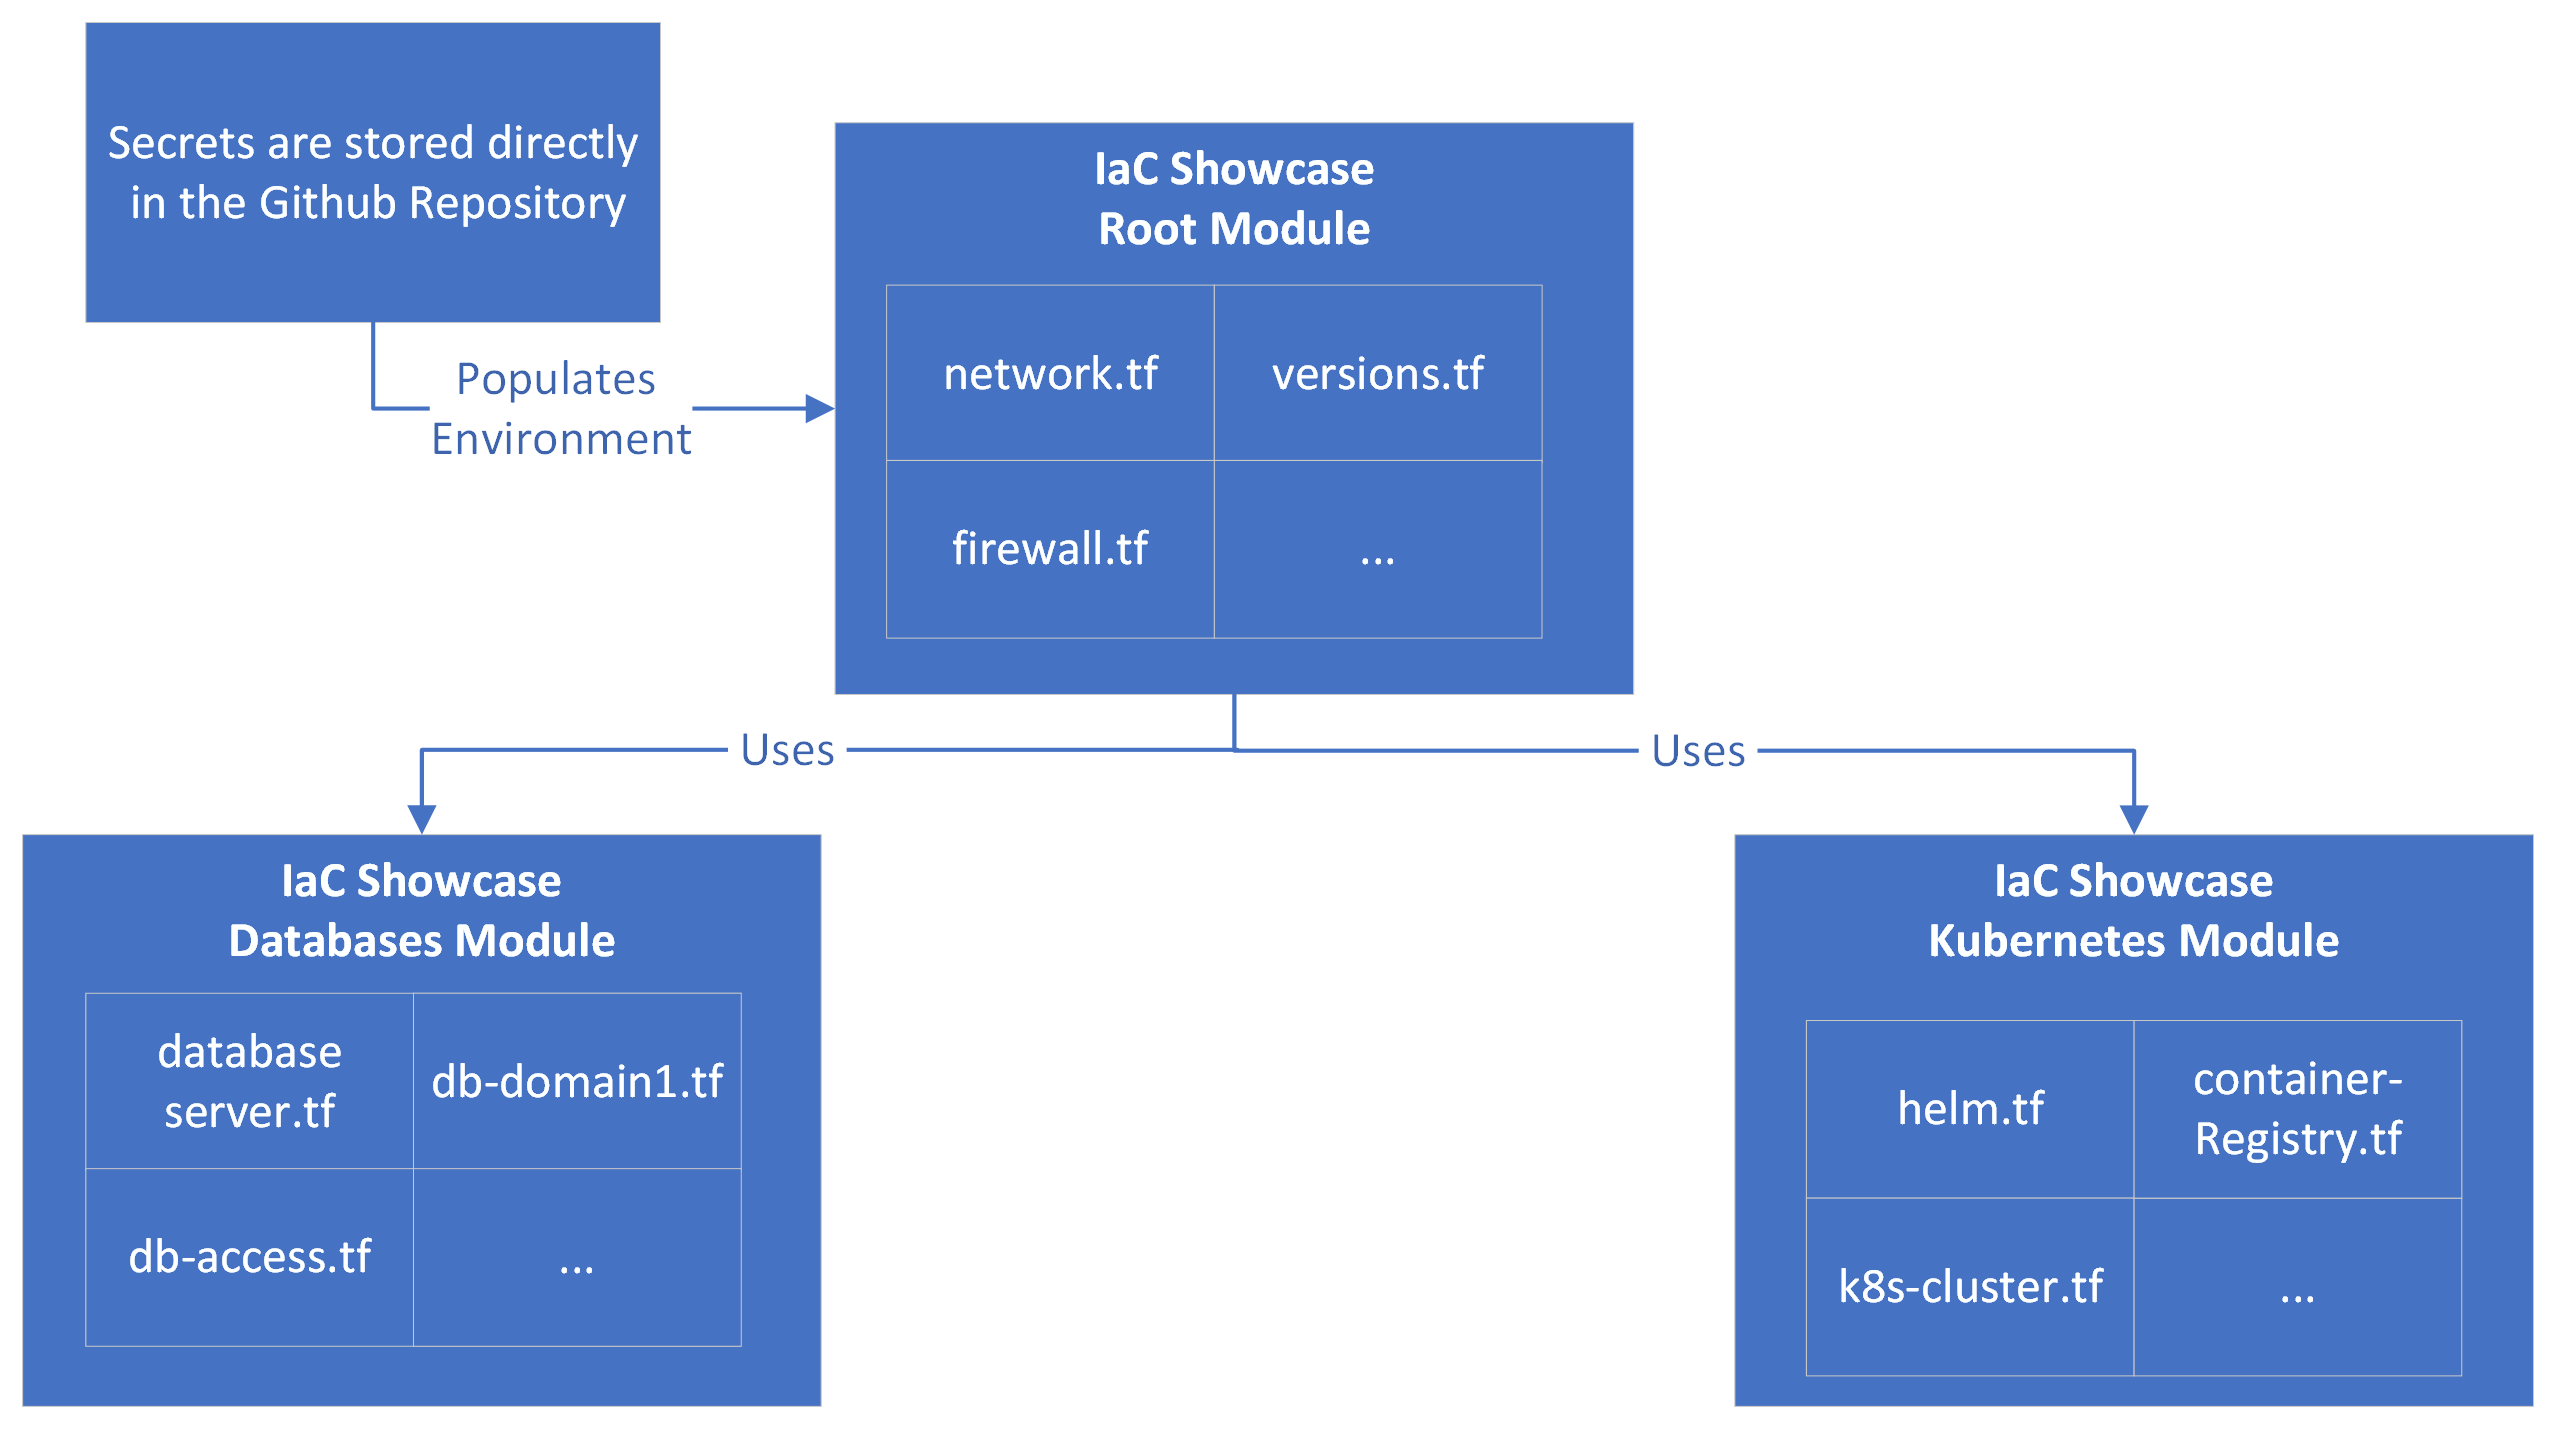 Secrets are stored directly
in the Github Repository
Populates
Environment
IaC Showcase
Root Module
network.tf
versions.tf
firewall.tf
...
Uses
Uses
IaC Showcase
Databases Module
database
server.tf
db-domain1.tf
db-access.tf
...
IaC Showcase
Kubernetes Module
helm.tf
container-
Registry.tf
k8s-cluster.tf
...